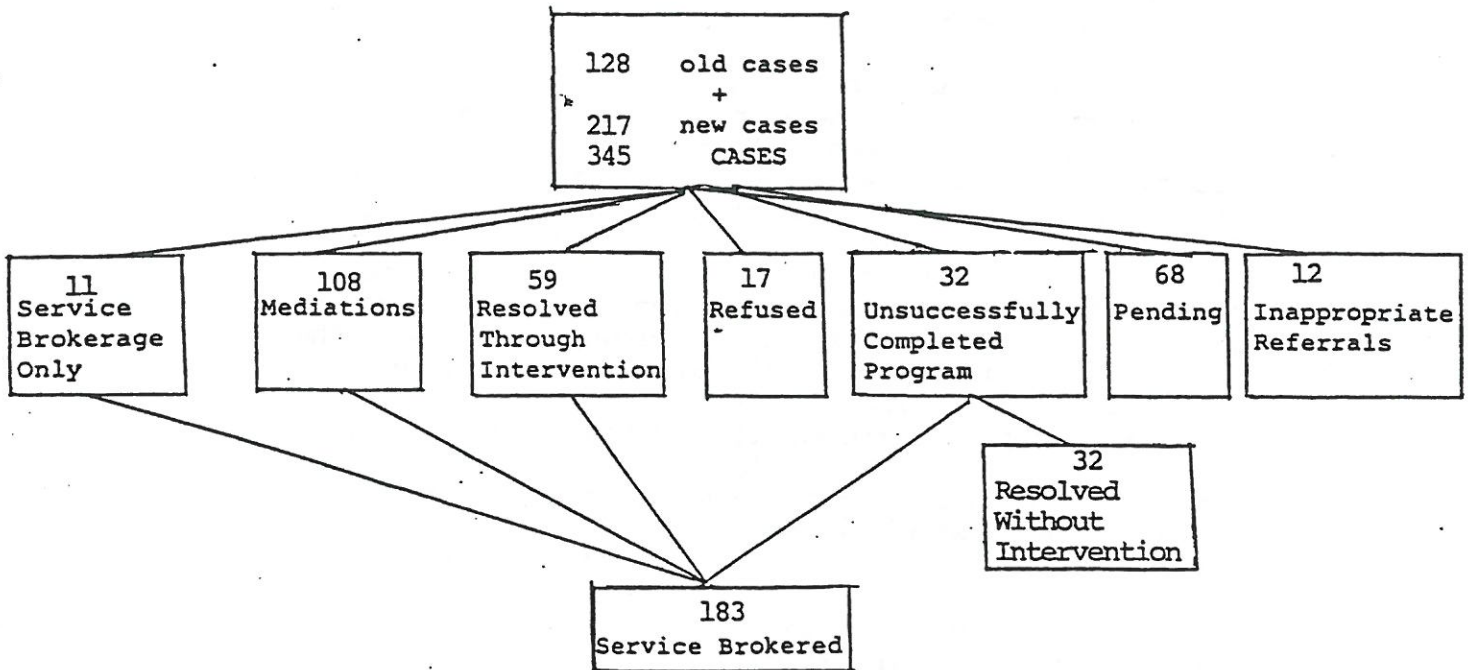 128 old cases
+
217 new cases
345 CASES
11
Service
Brokerage
Only
108
Mediations
59
Resolved
Through
Intervention
17
Refused
32
Unsuccessfully
Completed
Program
68
Pending
12
Inappropriate
Referrals
32
Resolved
Without
Intervention
183
Service Brokered